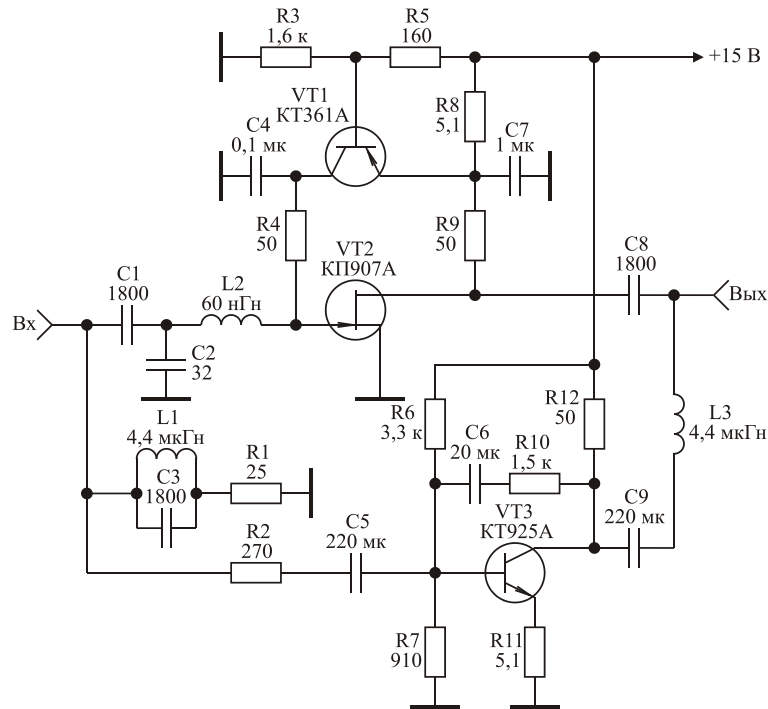 R3
1,6 к
R5
160
+15 В
VT1
КТ361А
R8
5,1
C4
0,1 мк
C7
1 мк
R4
50
R9
50
VT2
КП907А
C8
1800
C1
1800
L2
60 нГн
Вх
Вых
C2
32
L1
4,4 мкГн
C3
1800
R1
25
R6
3,3 к
C6
20 мк
R10
1,5 к
R12
50
L3
4,4 мкГн
R2
270
C5
220 мк
VT3
КТ925А
C9
220 мк
R7
910
R11
5,1